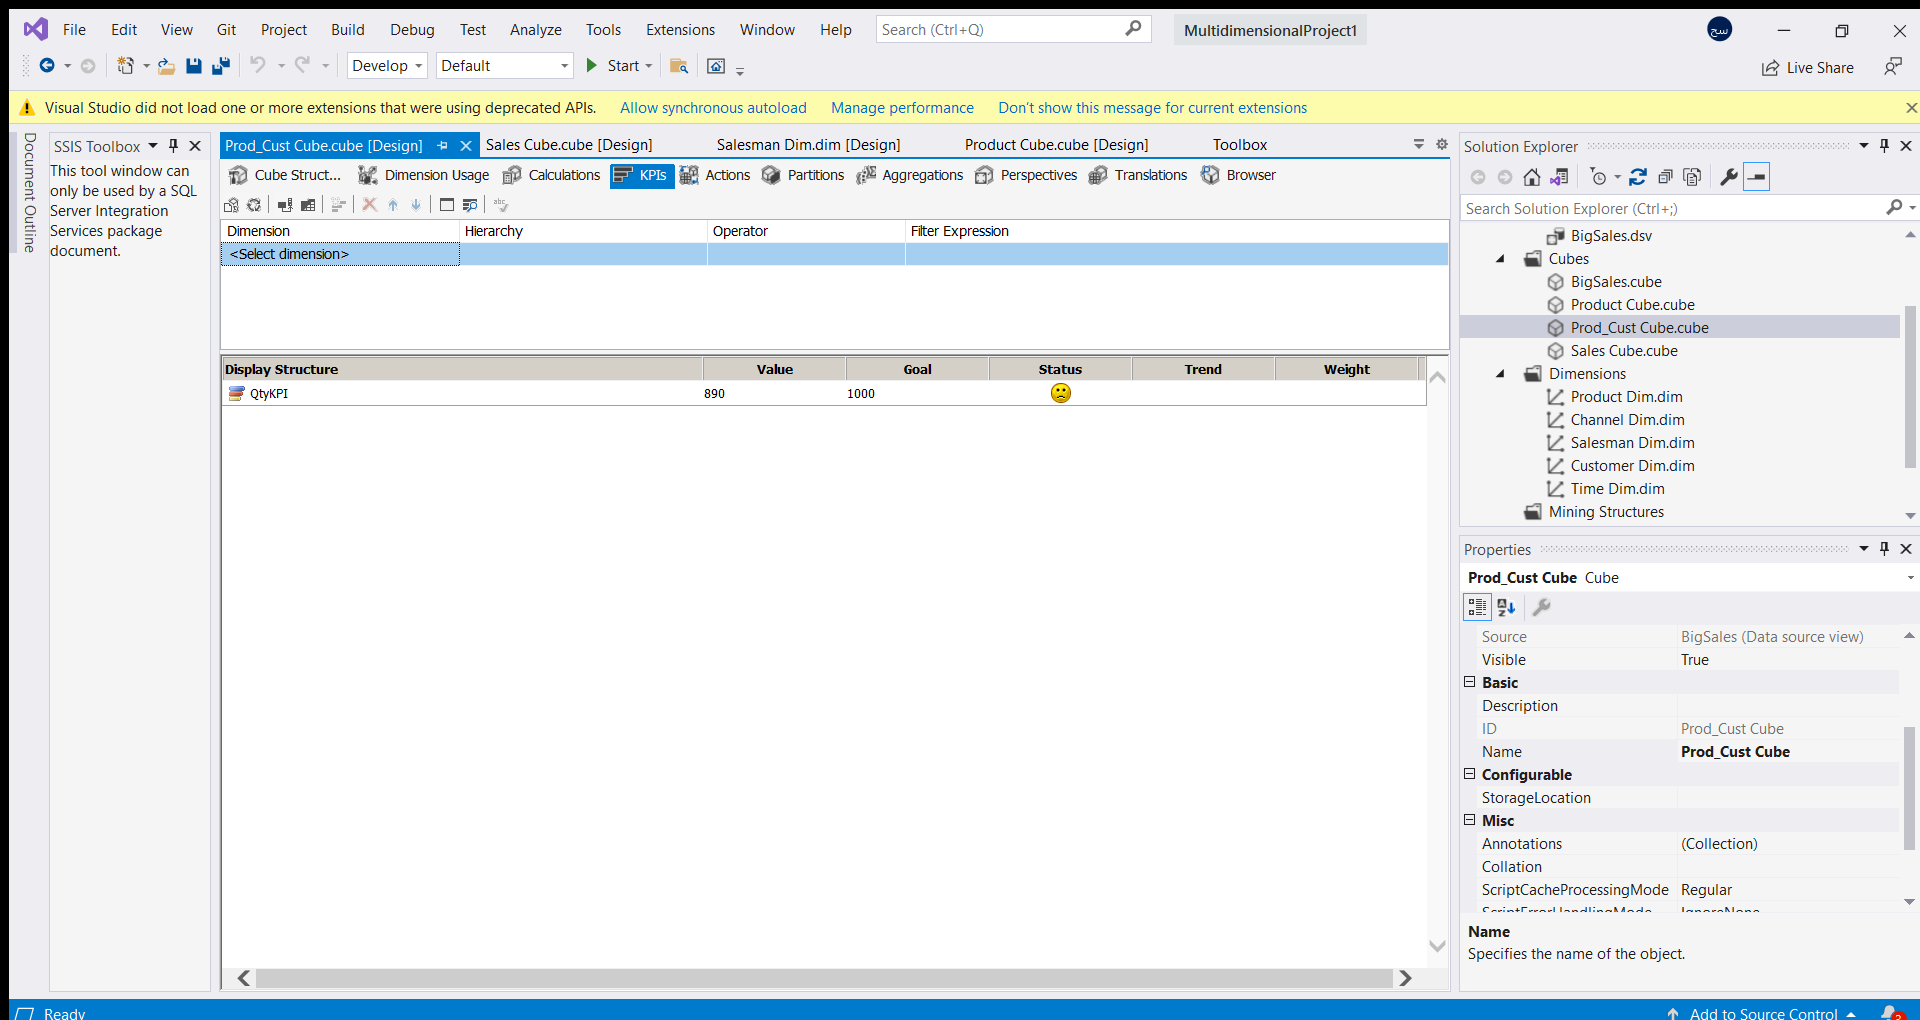 File Edit View Git Project Build Debug Test Analyze Tools Extensions Window Help Search (Ctrl+Q) MultidimensionalProject1
Develop Default Start Live Share
Visual Studio did not load one or more extensions that were using deprecated APIs. Allow synchronous autoload Manage performance Don't show this message for current extensions
Document Outline
SSIS Toolbox
This tool window can
only be used by a SQL
Server Integration
Services package
document.
Prod_Cust Cube.cube [Design] Sales Cube.cube [Design] Salesman Dim.dim [Design] Product Cube.cube [Design] Toolbox
Cube Struct... Dimension Usage Calculations KPIs Actions Partitions Aggregations Perspectives Translations Browser
Dimension Hierarchy Operator Filter Expression
<Select dimension>
Display Structure Value Goal Status Trend Weight
QtyKPI 890 1000
Solution Explorer
Search Solution Explorer (Ctrl+;)
BigSales.dsv
Cubes
BigSales.cube
Product Cube.cube
Prod_Cust Cube.cube
Sales Cube.cube
Dimensions
Product Dim.dim
Channel Dim.dim
Salesman Dim.dim
Customer Dim.dim
Time Dim.dim
Mining Structures
Properties
Prod_Cust Cube Cube
Source BigSales (Data source view)
Visible True
Basic
Description
ID Prod_Cust Cube
Name Prod_Cust Cube
Configurable
StorageLocation
Misc
Annotations (Collection)
Collation
ScriptCacheProcessingMode Regular
ScriptErrorHandlingMode IgnoreNone
Name
Specifies the name of the object.
Ready Add to Source Control